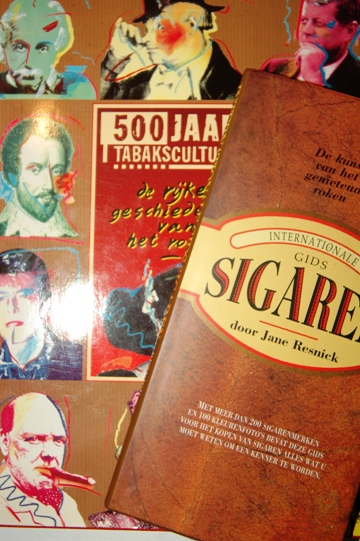 500 JAAR
TABAKSCULTU
de rijke
geschied
van
het ro
De kuns
van het
genietend
roken
INTERNATIONALE
GIDS
SIGAREN
door Jane Resnick
MET MEER DAN 200 SIGARENMERKEN
EN 100 KLEURENFOTO'S BEVAT DEZE GIDS
VOOR HET KOPEN VAN SIGAREN ALLES WAT U
MOET WETEN OM EEN KENNER TE WORDEN